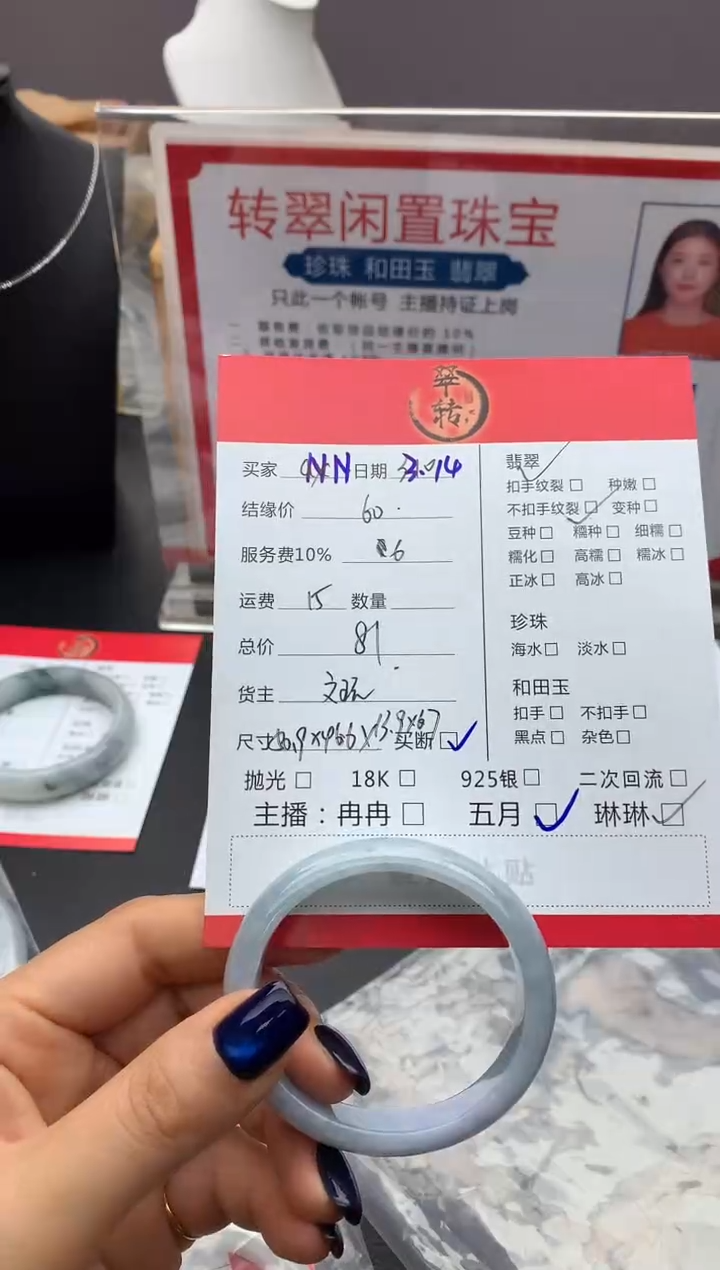 转翠闲置珠宝
珍珠 和田玉 翡翠
只此一个帐号 主播持证上岗
翠转
买家 NN 日期 3.14
结缘价 60.
服务费10% 6
运费 15 数量
总价 81.
货主
尺寸 买断☐✓
翡翠✓
扣手纹裂☐ 种嫩☐
不扣手纹裂☐✓ 变种☐
豆种☐ 糯种☐ 细糯☐
糯化☐ 高糯☐ 糯冰☐
正冰☐ 高冰☐
珍珠
海水☐ 淡水☐
和田玉
扣手☐ 不扣手☐
黑点☐ 杂色☐
抛光☐ 18K☐ 925银☐ 二次回流☐
主播：冉冉☐ 五月☐✓ 琳琳☐✓